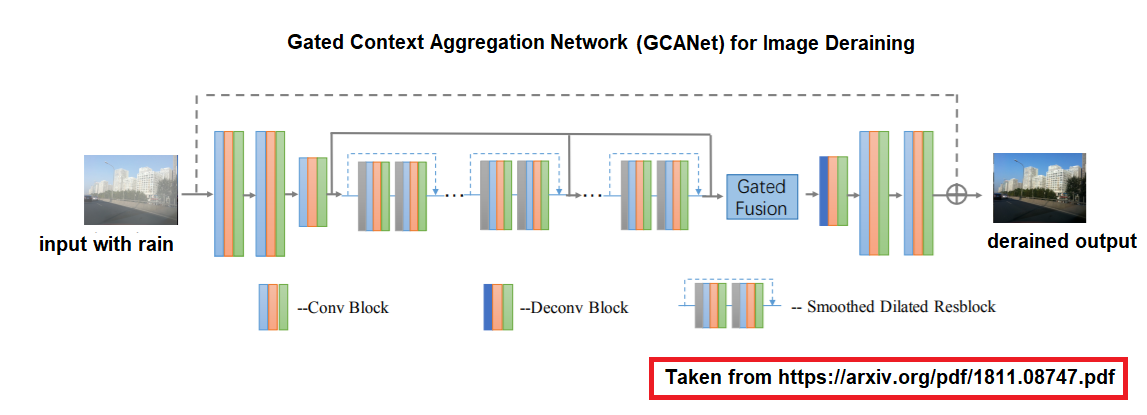 Gated Context Aggregation Network (GCANet) for Image Deraining
input with rain
Gated
Fusion
derained output
--Conv Block
--Deconv Block
-- Smoothed Dilated Resblock
Taken from https://arxiv.org/pdf/1811.08747.pdf